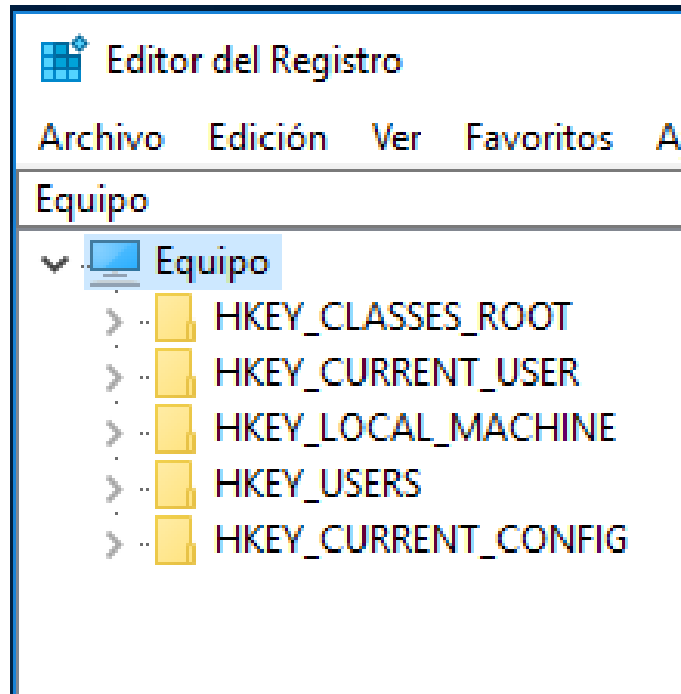 Editor del Registro
Archivo Edición Ver Favoritos A
Equipo
Equipo
HKEY_CLASSES_ROOT
HKEY_CURRENT_USER
HKEY_LOCAL_MACHINE
HKEY_USERS
HKEY_CURRENT_CONFIG